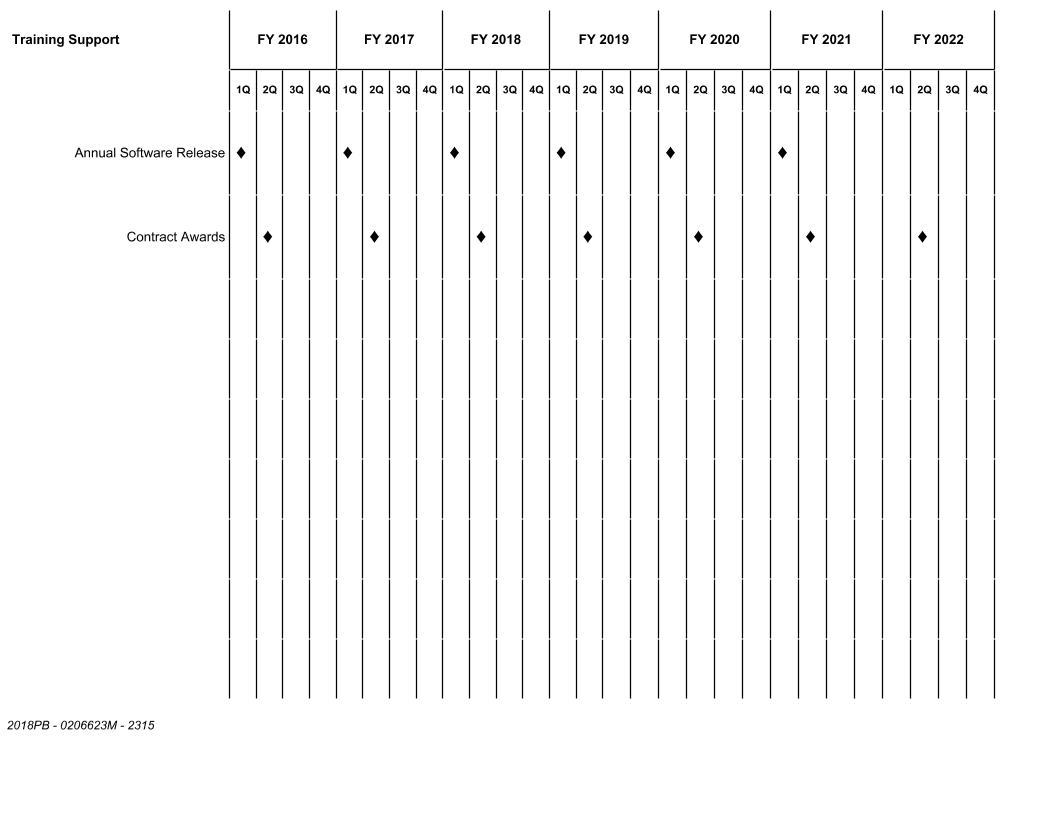 Training Support FY 2016 FY 2017 FY 2018 FY 2019 FY 2020 FY 2021 FY 2022
1Q 2Q 3Q 4Q 1Q 2Q 3Q 4Q 1Q 2Q 3Q 4Q 1Q 2Q 3Q 4Q 1Q 2Q 3Q 4Q 1Q 2Q 3Q 4Q 1Q 2Q 3Q 4Q
Annual Software Release
Contract Awards
2018PB - 0206623M - 2315